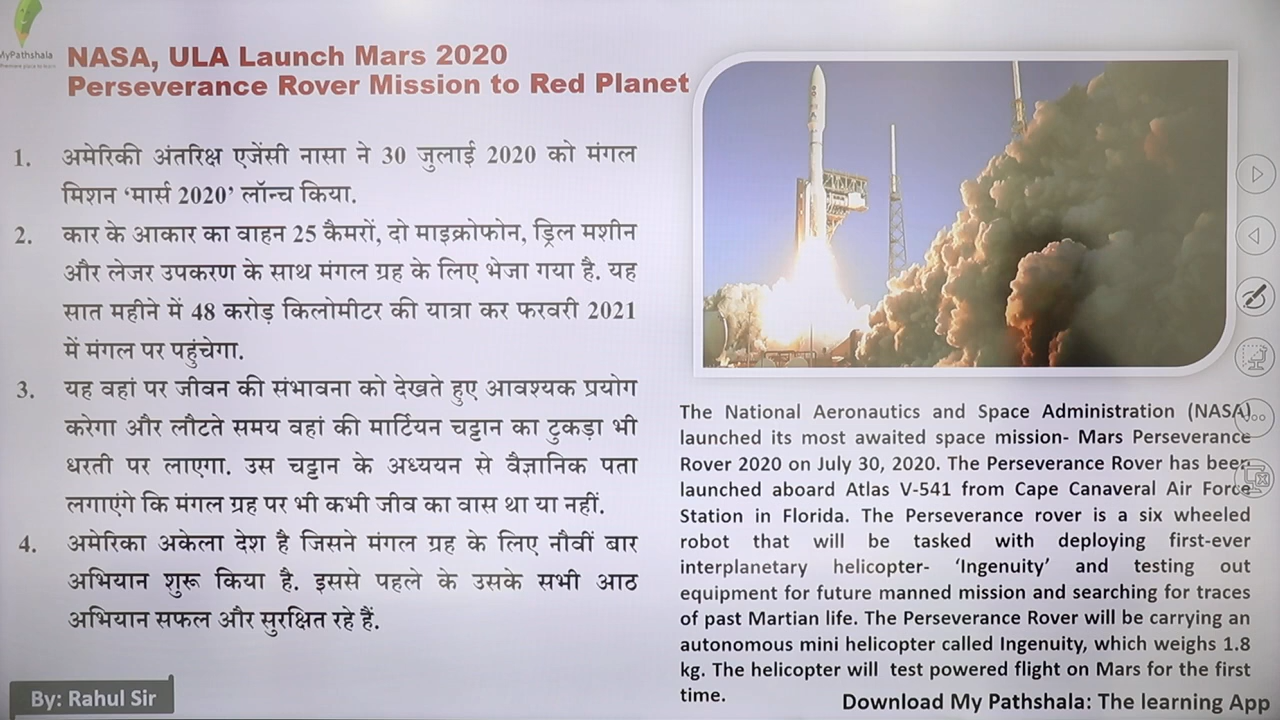 MyPathshala
NASA, ULA Launch Mars 2020
Perseverance Rover Mission to Red Planet
1. अमेरिकी अंतरिक्ष एजेंसी नासा ने 30 जुलाई 2020 को मंगल
मिशन ‘मार्स 2020’ लॉन्च किया.
2. कार के आकार का वाहन 25 कैमरों, दो माइक्रोफोन, ड्रिल मशीन
और लेजर उपकरण के साथ मंगल ग्रह के लिए भेजा गया है. यह
सात महीने में 48 करोड़ किलोमीटर की यात्रा कर फरवरी 2021
में मंगल पर पहुंचेगा.
3. यह वहां पर जीवन की संभावना को देखते हुए आवश्यक प्रयोग
करेगा और लौटते समय वहां की मार्टियन चट्टान का टुकड़ा भी
धरती पर लाएगा. उस चट्टान के अध्ययन से वैज्ञानिक पता
लगाएंगे कि मंगल ग्रह पर भी कभी जीव का वास था या नहीं.
4. अमेरिका अकेला देश है जिसने मंगल ग्रह के लिए नौवीं बार
अभियान शुरू किया है. इससे पहले के उसके सभी आठ
अभियान सफल और सुरक्षित रहे हैं.
The National Aeronautics and Space Administration (NASA)
launched its most awaited space mission- Mars Perseverance
Rover 2020 on July 30, 2020. The Perseverance Rover has been
launched aboard Atlas V-541 from Cape Canaveral Air Force
Station in Florida. The Perseverance rover is a six wheeled
robot that will be tasked with deploying first-ever
interplanetary helicopter- ‘Ingenuity’ and testing out
equipment for future manned mission and searching for traces
of past Martian life. The Perseverance Rover will be carrying an
autonomous mini helicopter called Ingenuity, which weighs 1.8
kg. The helicopter will test powered flight on Mars for the first
time.
By: Rahul Sir
Download My Pathshala: The learning App